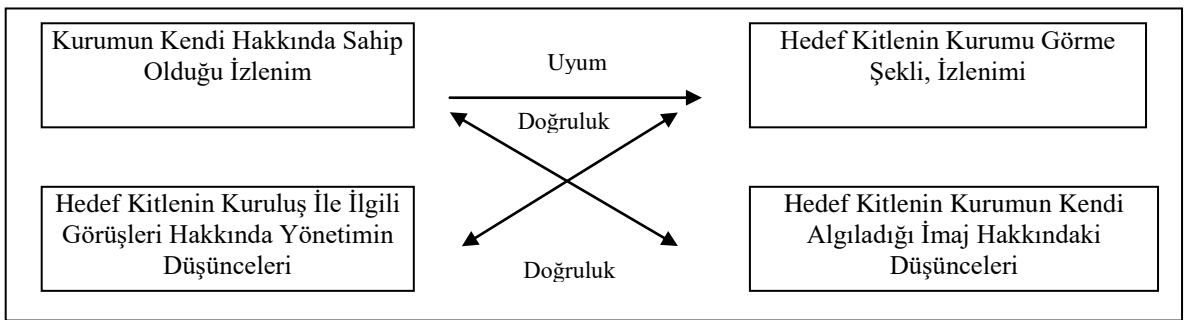 Kurumun Kendi Hakkında Sahip
Olduğu İzlenim
Uyum
Hedef Kitlenin Kurumu Görme
Şekli, İzlenimi
Doğruluk
Hedef Kitlenin Kuruluş İle İlgili
Görüşleri Hakkında Yönetimin
Düşünceleri
Doğruluk
Hedef Kitlenin Kurumun Kendi
Algıladığı İmaj Hakkındaki
Düşünceleri